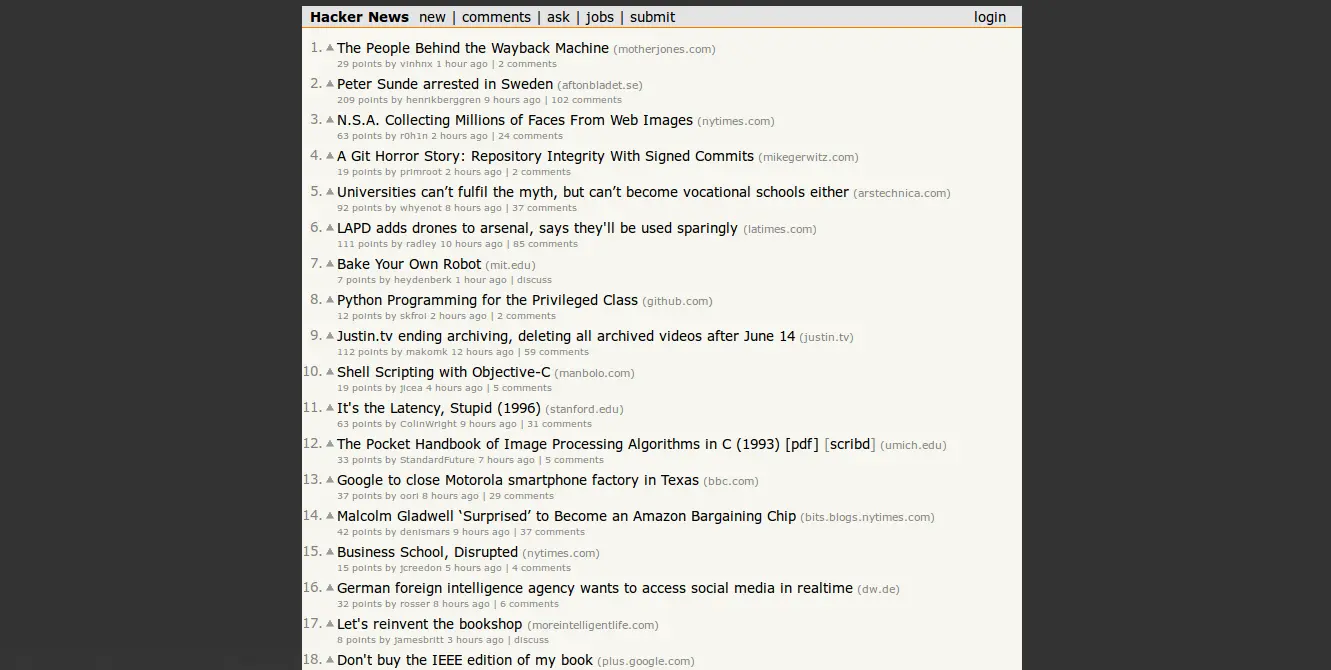 Hacker News new | comments | ask | jobs | submit login
1. The People Behind the Wayback Machine (motherjones.com)
29 points by vinhnx 1 hour ago | 2 comments
2. Peter Sunde arrested in Sweden (aftonbladet.se)
209 points by henrikberggren 9 hours ago | 102 comments
3. N.S.A. Collecting Millions of Faces From Web Images (nytimes.com)
63 points by r0h1n 2 hours ago | 24 comments
4. A Git Horror Story: Repository Integrity With Signed Commits (mikegerwitz.com)
19 points by primroot 2 hours ago | 2 comments
5. Universities can’t fulfil the myth, but can’t become vocational schools either (arstechnica.com)
92 points by whyenot 8 hours ago | 37 comments
6. LAPD adds drones to arsenal, says they'll be used sparingly (latimes.com)
111 points by radley 10 hours ago | 85 comments
7. Bake Your Own Robot (mit.edu)
7 points by heydenberk 1 hour ago | discuss
8. Python Programming for the Privileged Class (github.com)
12 points by skfroi 2 hours ago | 2 comments
9. Justin.tv ending archiving, deleting all archived videos after June 14 (justin.tv)
112 points by makomk 12 hours ago | 59 comments
10. Shell Scripting with Objective-C (manbolo.com)
19 points by jicea 4 hours ago | 5 comments
11. It's the Latency, Stupid (1996) (stanford.edu)
63 points by ColinWright 9 hours ago | 31 comments
12. The Pocket Handbook of Image Processing Algorithms in C (1993) [pdf] [scribd] (umich.edu)
33 points by StandardFuture 7 hours ago | 5 comments
13. Google to close Motorola smartphone factory in Texas (bbc.com)
37 points by oori 8 hours ago | 29 comments
14. Malcolm Gladwell ‘Surprised’ to Become an Amazon Bargaining Chip (bits.blogs.nytimes.com)
42 points by denismars 9 hours ago | 37 comments
15. Business School, Disrupted (nytimes.com)
15 points by jcreedon 5 hours ago | 4 comments
16. German foreign intelligence agency wants to access social media in realtime (dw.de)
32 points by rosser 8 hours ago | 6 comments
17. Let's reinvent the bookshop (moreintelligentlife.com)
8 points by jamesbritt 3 hours ago | discuss
18. Don't buy the IEEE edition of my book (plus.google.com)